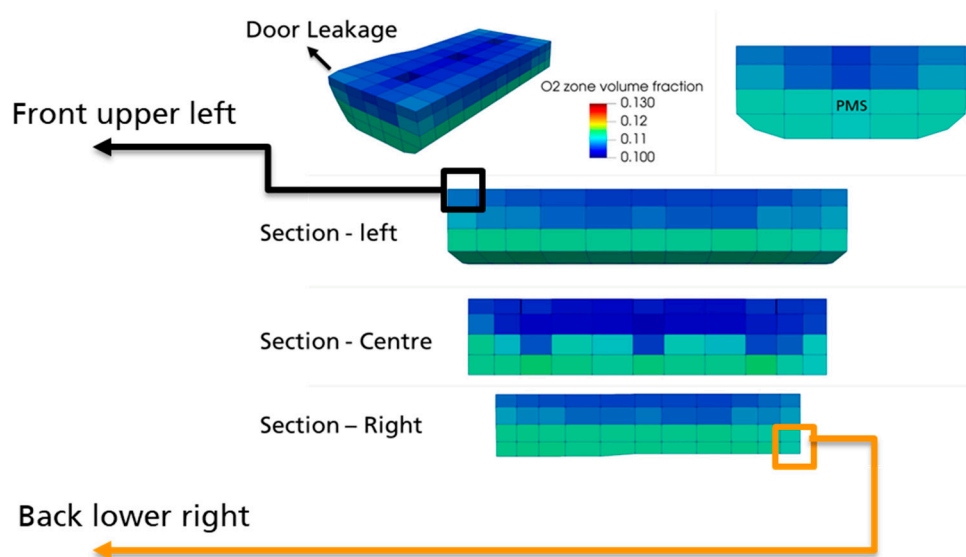 Door Leakage
Front upper left
O2 zone volume fraction
0.130
0.12
0.11
0.100
PMS
Section - left
Section - Centre
Section – Right
Back lower right